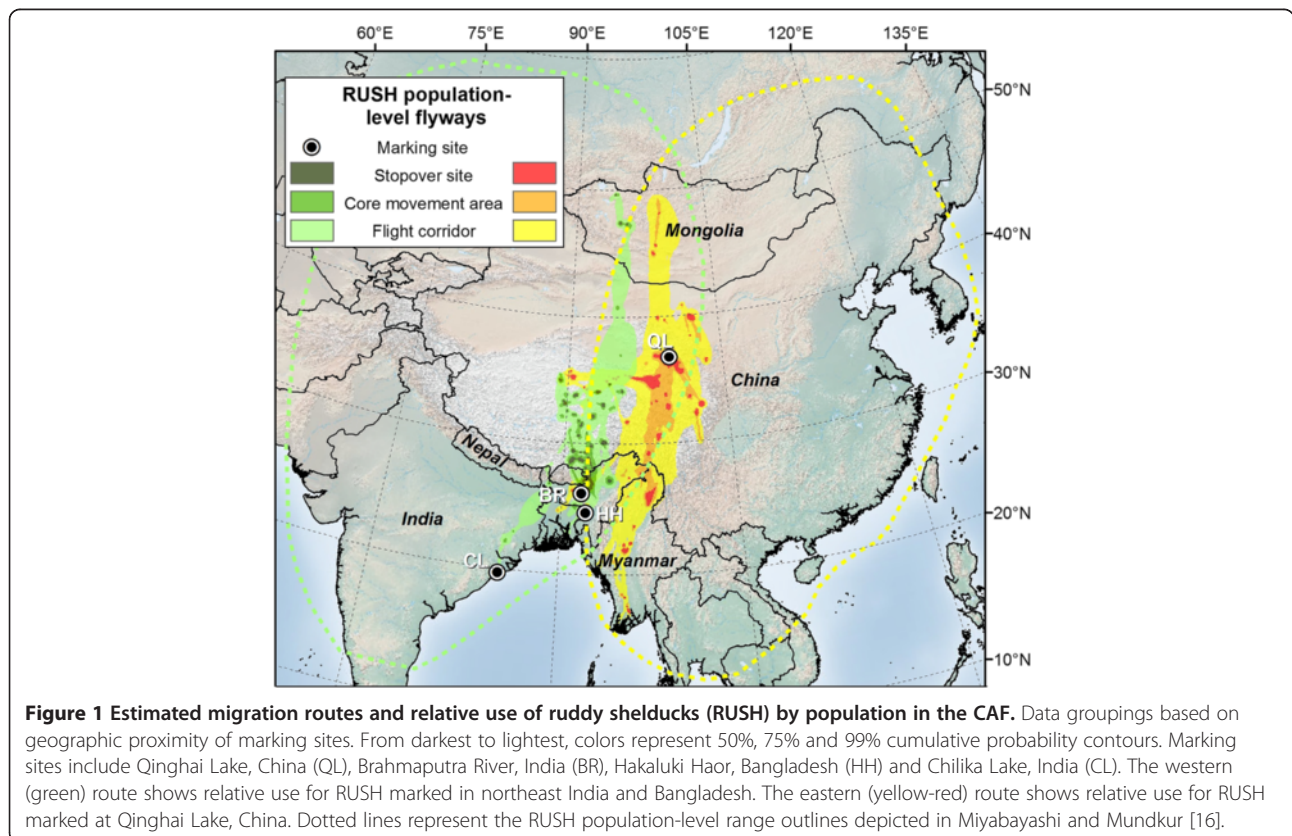 60°E 75°E 90°E 105°E 120°E 135°E
RUSH population-
level flyways
Marking site
Stopover site
Core movement area
Flight corridor
50°N
40°N
30°N
20°N
10°N
Mongolia
QL
China
Nepal
BR
HH
India
CL
Myanmar
Figure 1 Estimated migration routes and relative use of ruddy shelducks (RUSH) by population in the CAF. Data groupings based on
geographic proximity of marking sites. From darkest to lightest, colors represent 50%, 75% and 99% cumulative probability contours. Marking
sites include Qinghai Lake, China (QL), Brahmaputra River, India (BR), Hakaluki Haor, Bangladesh (HH) and Chilika Lake, India (CL). The western
(green) route shows relative use for RUSH marked in northeast India and Bangladesh. The eastern (yellow-red) route shows relative use for RUSH
marked at Qinghai Lake, China. Dotted lines represent the RUSH population-level range outlines depicted in Miyabayashi and Mundkur [16].